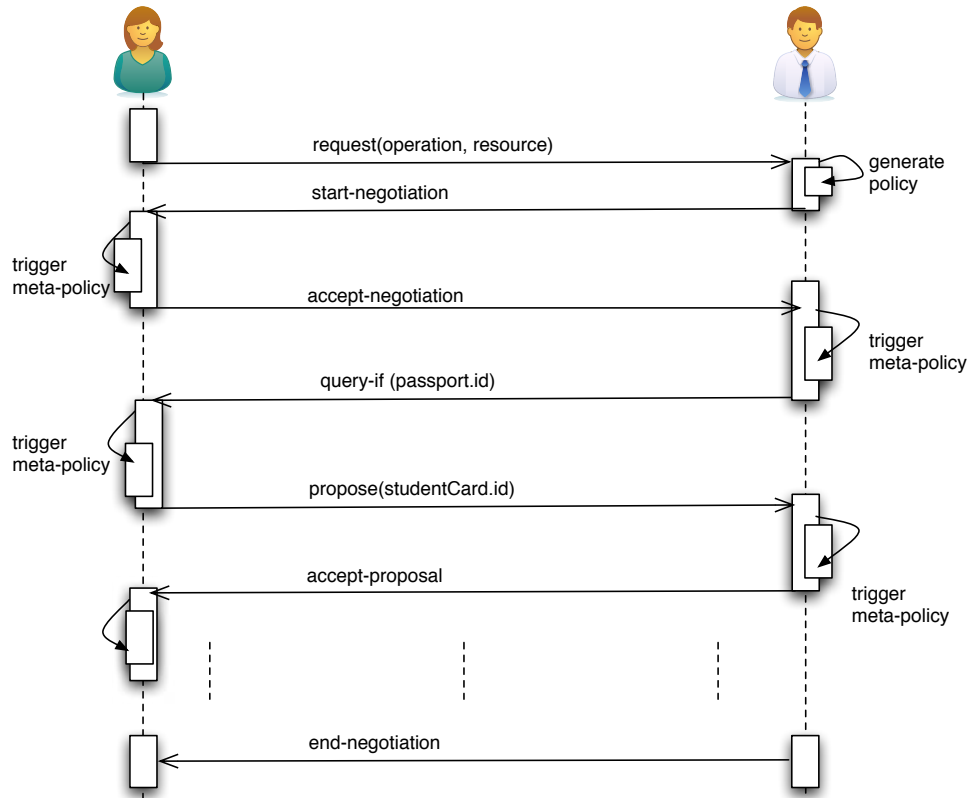 request(operation, resource)
generate
policy
start-negotiation
trigger
meta-policy
accept-negotiation
trigger
meta-policy
query-if (passport.id)
trigger
meta-policy
propose(studentCard.id)
accept-proposal
trigger
meta-policy
end-negotiation